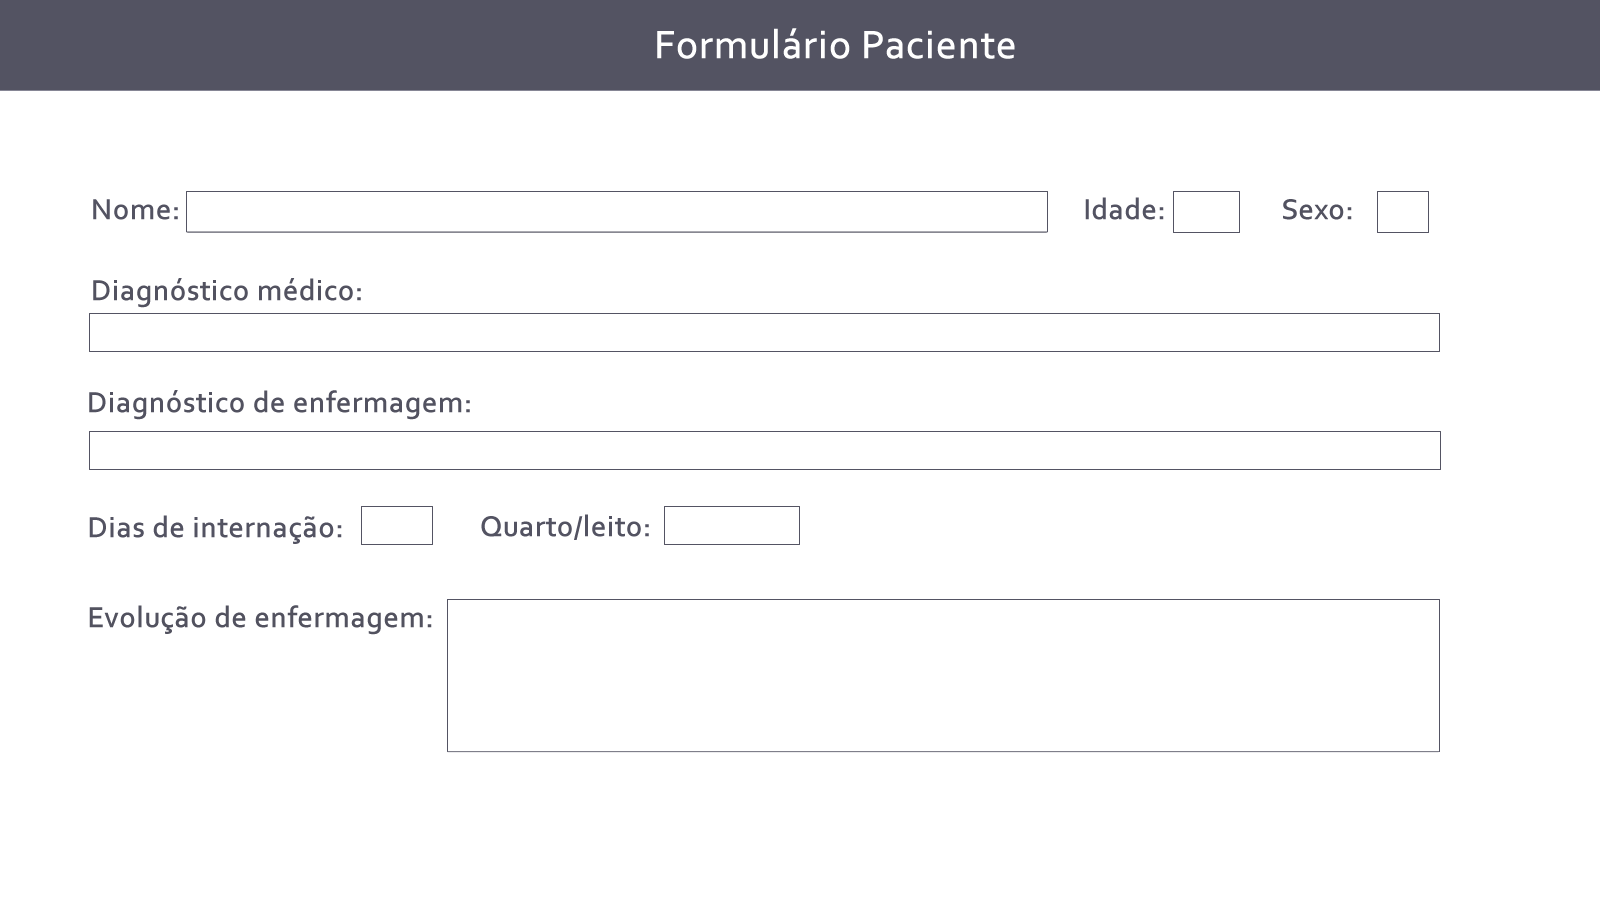 Formulário Paciente
Nome: Idade: Sexo:
Diagnóstico médico:
Diagnóstico de enfermagem:
Dias de internação: Quarto/leito:
Evolução de enfermagem: